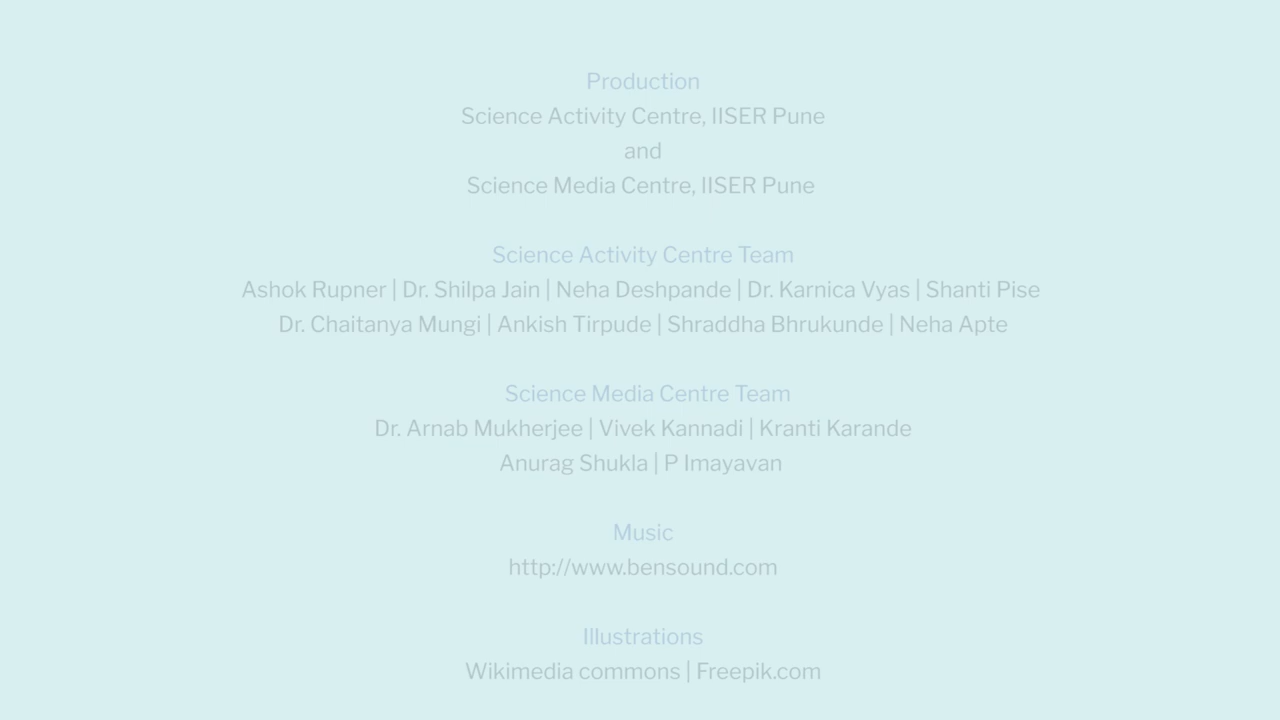 Production
Science Activity Centre, IISER Pune
and
Science Media Centre, IISER Pune
Science Activity Centre Team
Ashok Rupner | Dr. Shilpa Jain | Neha Deshpande | Dr. Karnica Vyas | Shanti Pise
Dr. Chaitanya Mungi | Ankish Tirpude | Shraddha Bhrukunde | Neha Apte
Science Media Centre Team
Dr. Arnab Mukherjee | Vivek Kannadi | Kranti Karande
Anurag Shukla | P Imayavan
Music
http://www.bensound.com
Illustrations
Wikimedia commons | Freepik.com